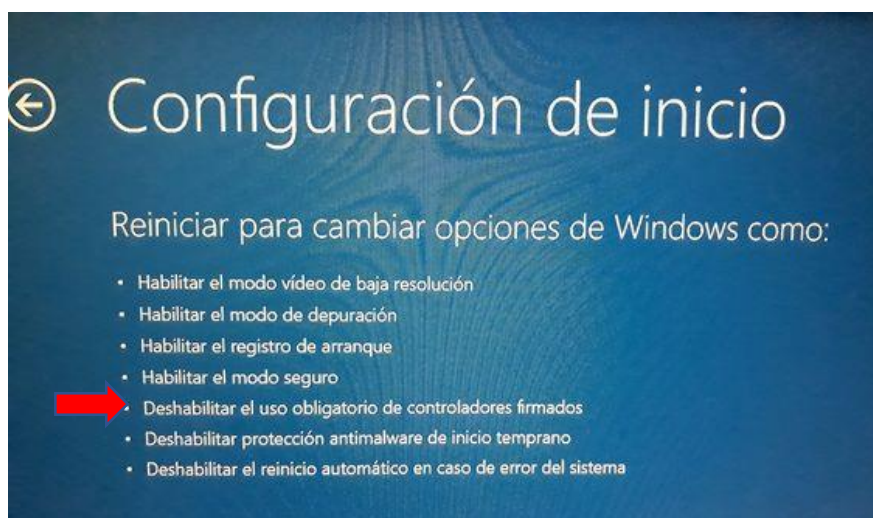 Configuración de inicio
Reiniciar para cambiar opciones de Windows como:
• Habilitar el modo vídeo de baja resolución
• Habilitar el modo de depuración
• Habilitar el registro de arranque
• Habilitar el modo seguro
• Deshabilitar el uso obligatorio de controladores firmados
• Deshabilitar protección antimalware de inicio temprano
• Deshabilitar el reinicio automático en caso de error del sistema